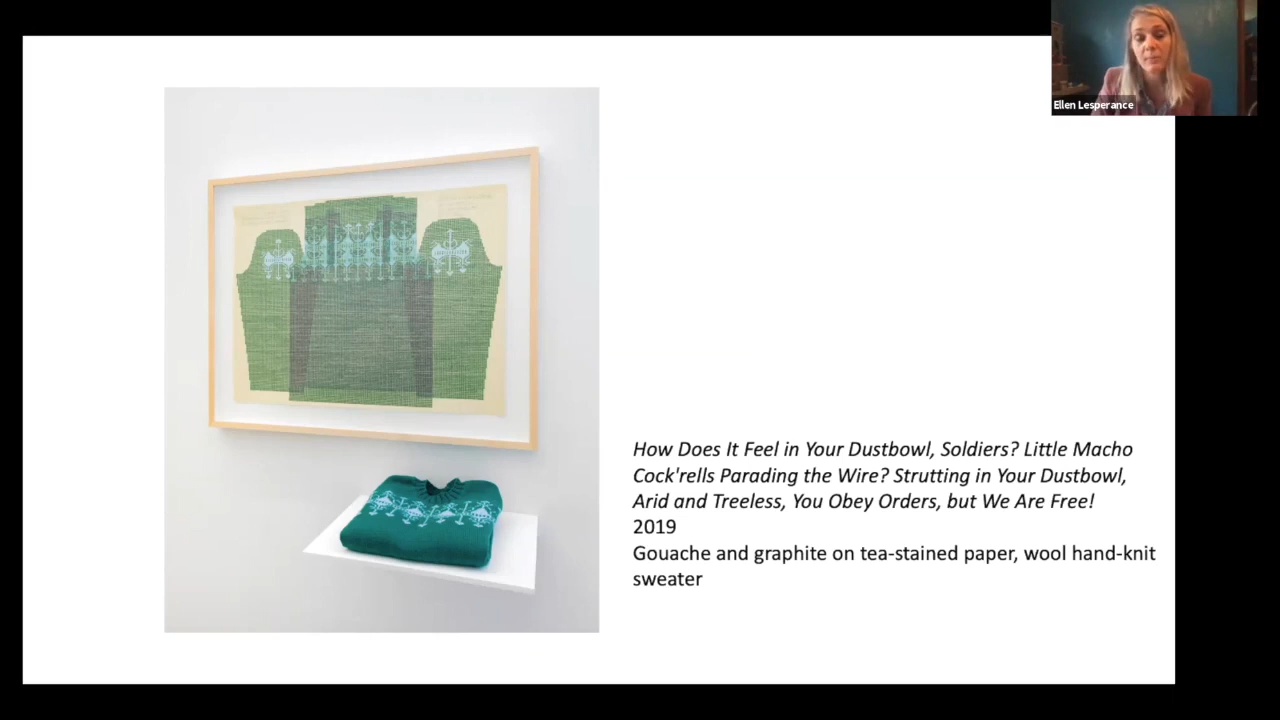 Ellen Lesperance
How Does It Feel in Your Dustbowl, Soldiers? Little Macho
Cock'rells Parading the Wire? Strutting in Your Dustbowl,
Arid and Treeless, You Obey Orders, but We Are Free!
2019
Gouache and graphite on tea-stained paper, wool hand-knit
sweater